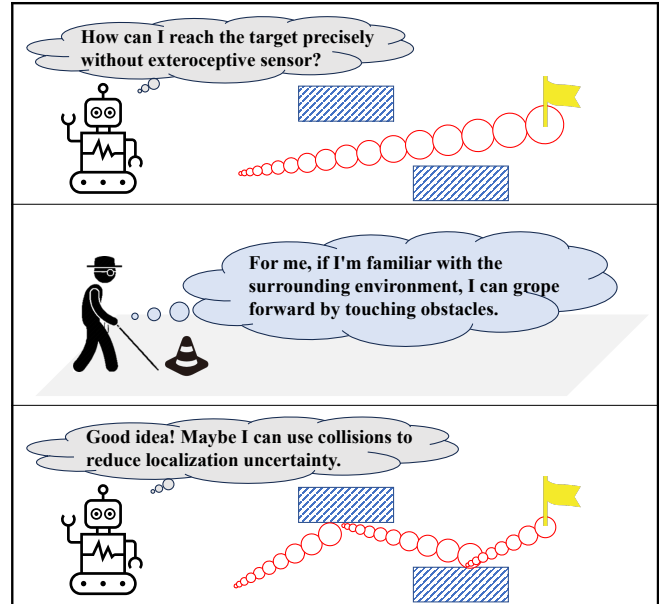 How can I reach the target precisely
without exteroceptive sensor?
For me, if I'm familiar with the
surrounding environment, I can grope
forward by touching obstacles.
Good idea! Maybe I can use collisions to
reduce localization uncertainty.